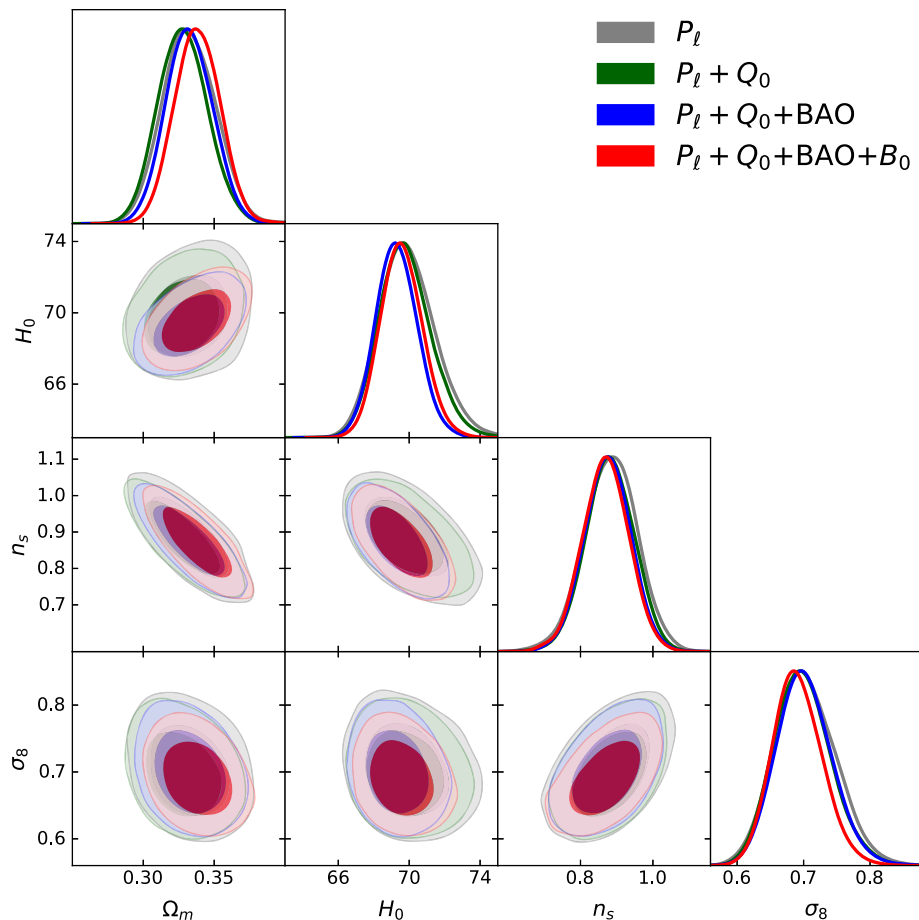 P_ℓ
P_ℓ + Q_0
P_ℓ + Q_0+BAO
P_ℓ + Q_0+BAO+B_0
74
70
66
H_0
1.1
1.0
0.9
0.8
0.7
n_s
0.8
0.7
0.6
σ_8
0.30 0.35
66 70 74
0.8 1.0
0.6 0.7 0.8
Ω_m H_0 n_s σ_8